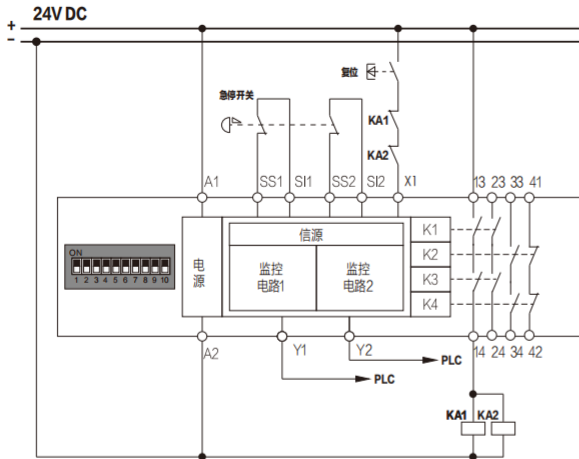 24V DC
+
−
复位
急停开关
KA1
KA2
A1 SS1 SI1 SS2 SI2 X1 13 23 33 41
ON
1 2 3 4 5 6 7 8 9 10
电源
信源
监控电路1
监控电路2
K1
K2
K3
K4
A2 Y1 Y2 14 24 34 42
PLC
PLC
KA1 KA2